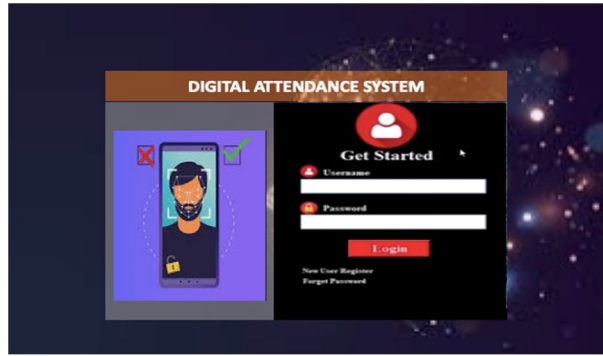 DIGITAL ATTENDANCE SYSTEM
Get Started
Username
Password
Login
New User Register
Forget Password